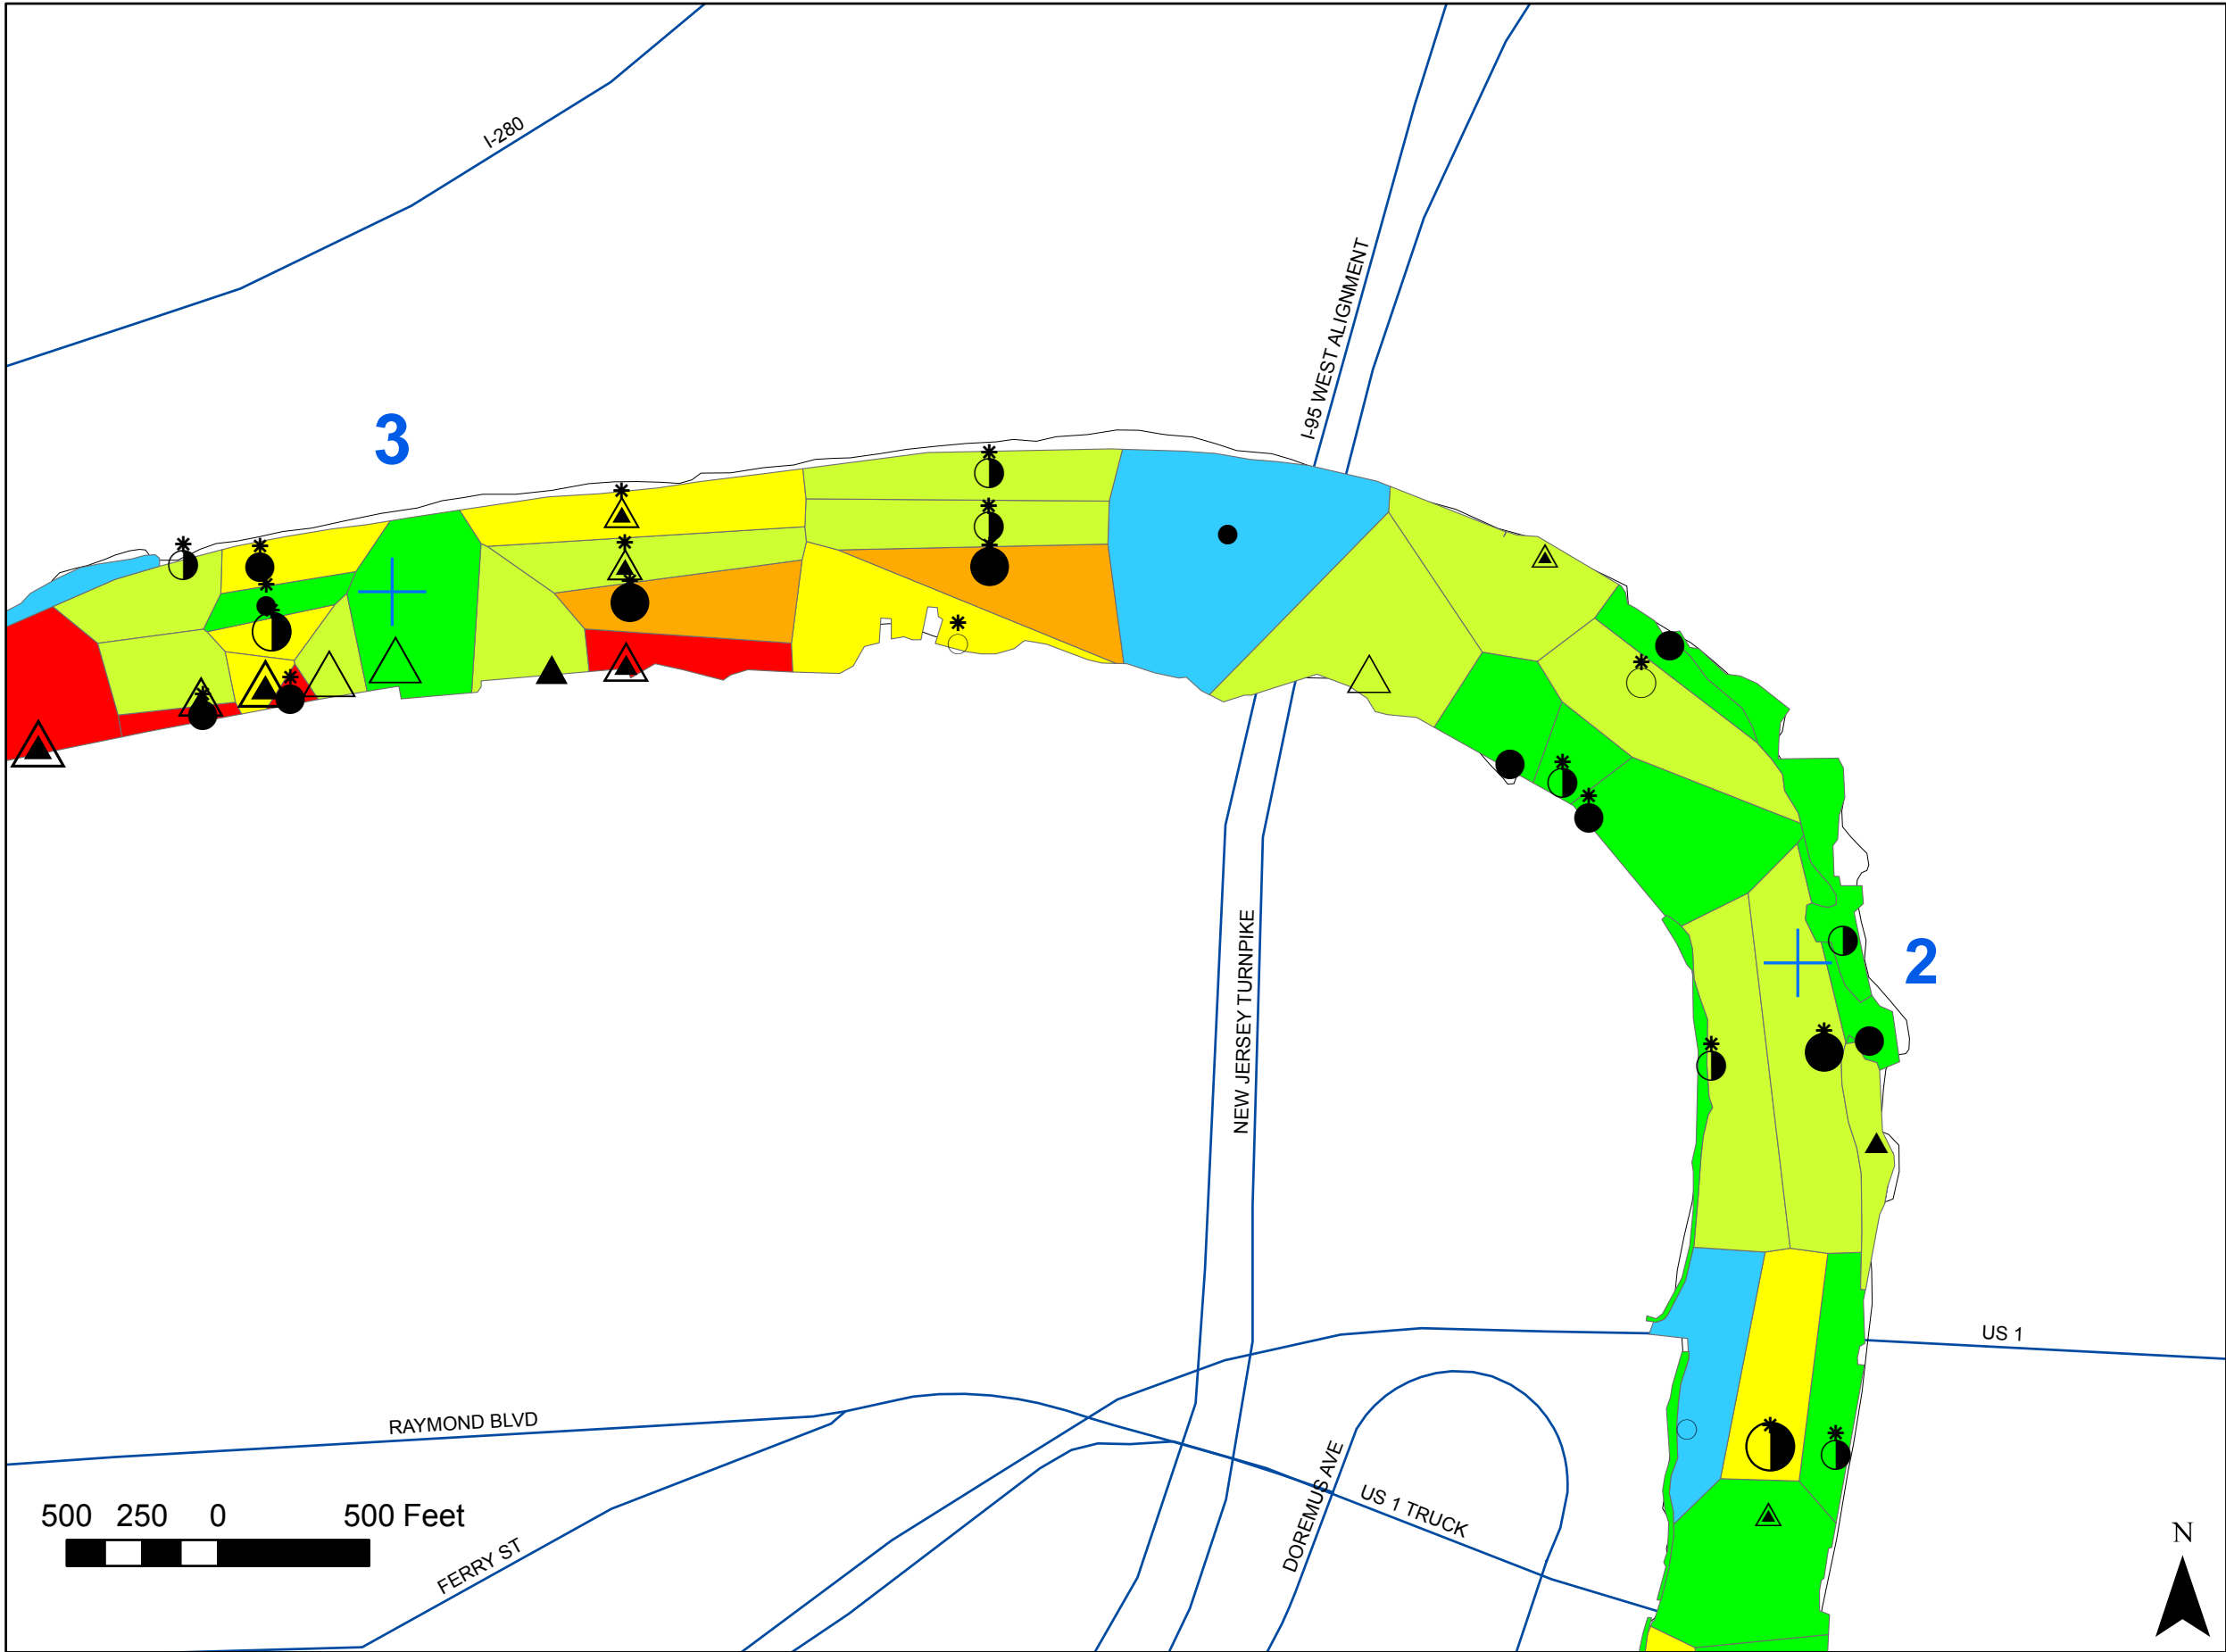 I-280
I-95 WEST ALIGNMENT
3
2
NEW JERSEY TURNPIKE
US 1
RAYMOND BLVD
DOREMUS AVE
US 1 TRUCK
500 250 0 500 Feet
FERRY ST
N